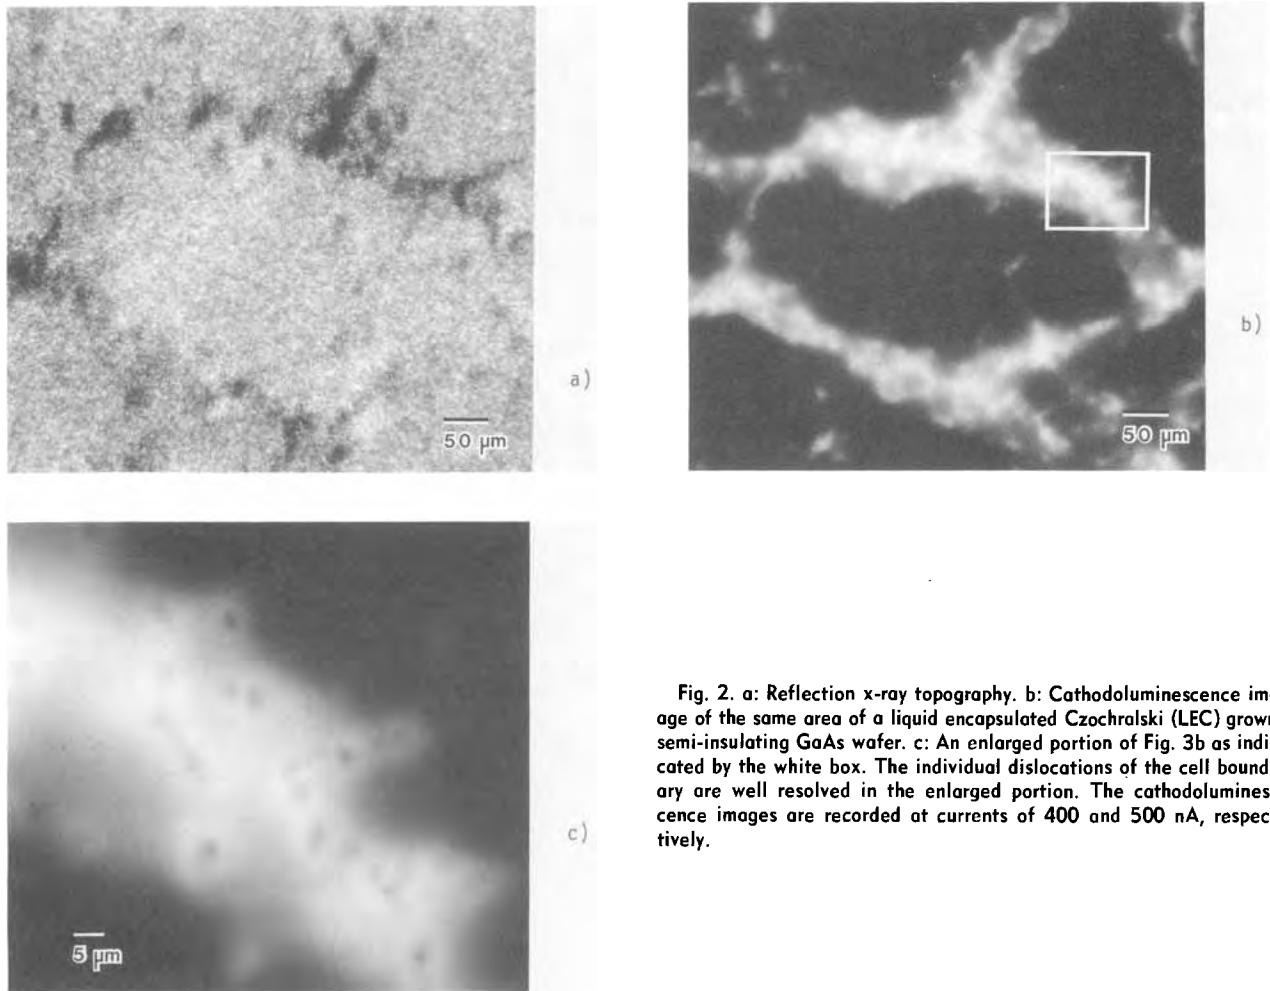 a)
50 μm
b)
50 μm
c)
5 μm
Fig. 2. a: Reflection x-ray topography. b: Cathodoluminescence im
age of the same area of a liquid encapsulated Czochralski (LEC) grow
semi-insulating GaAs wafer. c: An enlarged portion of Fig. 3b as indi
cated by the white box. The individual dislocations of the cell bound
ary are well resolved in the enlarged portion. The cathodolumines
cence images are recorded at currents of 400 and 500 nA, respec
tively.